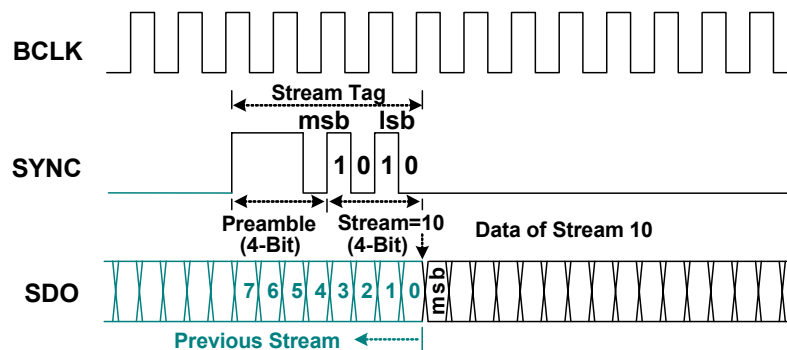 BCLK
Stream Tag
msb lsb
SYNC
1 0 1 0
Preamble
(4-Bit)
Stream=10
(4-Bit)
Data of Stream 10
SDO
7 6 5 4 3 2 1 0
msb
Previous Stream